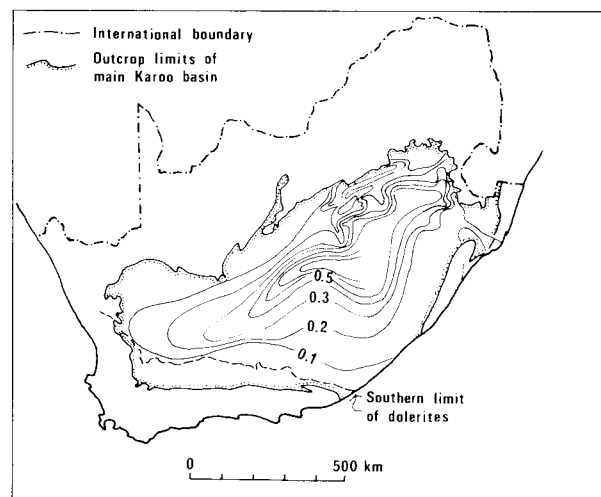 International boundary
Outcrop limits of
main Karoo basin
0.5
0.3
0.2
0.1
Southern limit
of dolerites
0 500 km